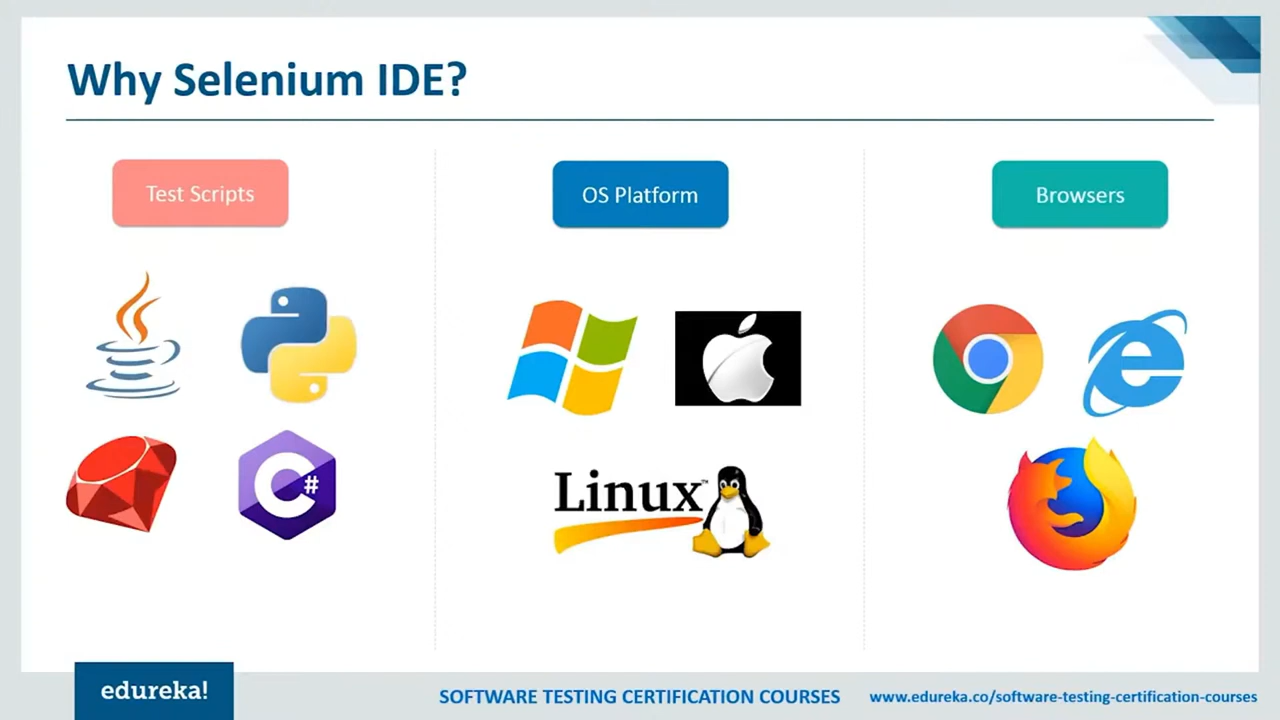 Why Selenium IDE?
Test Scripts
OS Platform
Browsers
C#
Linux™
edureka!
SOFTWARE TESTING CERTIFICATION COURSES
www.edureka.co/software-testing-certification-courses